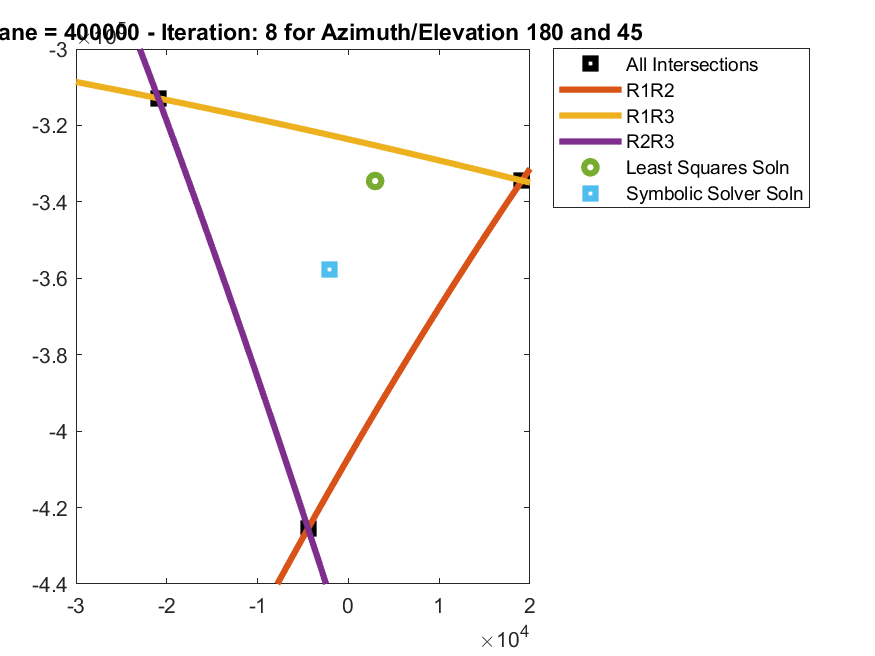 ane = 400000 - Iteration: 8 for Azimuth/Elevation 180 and 45
×10⁵
-3
-3.2
-3.4
-3.6
-3.8
-4
-4.2
-4.4
-3 -2 -1 0 1 2
×10⁴
All Intersections
R1R2
R1R3
R2R3
Least Squares Soln
Symbolic Solver Soln